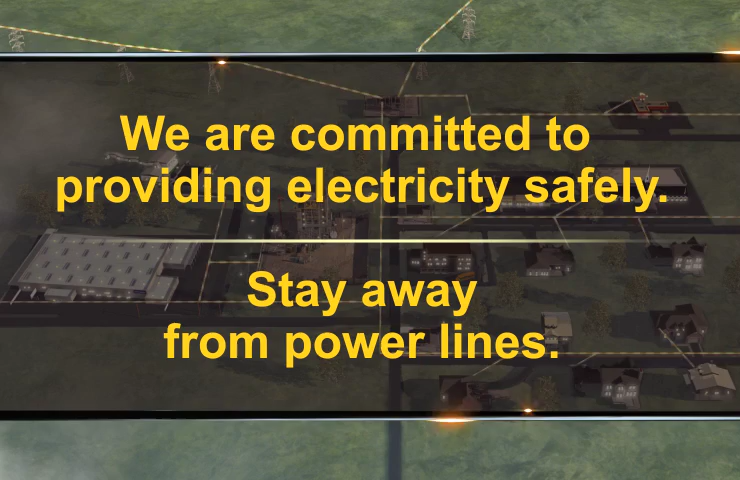 We are committed to
providing electricity safely.
Stay away
from power lines.